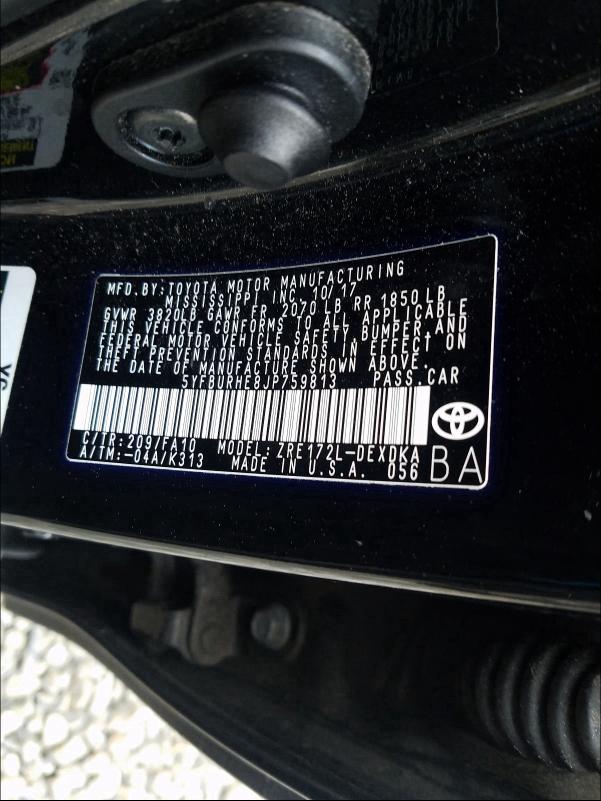 MFD. BY: TOYOTA MOTOR MANUFACTURING
MISSISSIPPI, INC. 10/17
GVWR 3820LB GAWR FR 2070 LB RR 1850 LB
THIS VEHICLE CONFORMS TO ALL APPLICABLE
FEDERAL MOTOR VEHICLE SAFETY, BUMPER, AND
THEFT PREVENTION STANDARDS IN EFFECT ON
THE DATE OF MANUFACTURE SHOWN ABOVE.
5YFBURHE8JP759813 PASS.CAR
C/TR: 209/FA10 MODEL: ZRE172L-DEXDKA
A/TM: -04A/K313 MADE IN U.S.A. 056 BA